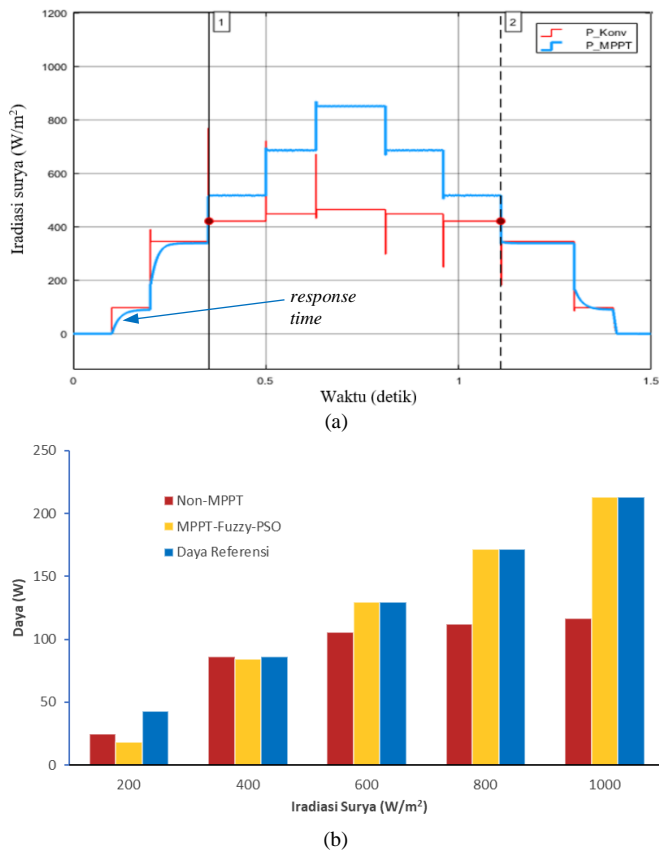 1200
1000
800
600
400
200
0
Iradiasi surya (W/m²)
1
2
P_Konv
P_MPPT
response
time
0
0.5
1
1.5
Waktu (detik)
(a)
250
200
150
100
50
0
Daya (W)
Non-MPPT
MPPT-Fuzzy-PSO
Daya Referensi
200
400
600
800
1000
Iradiasi Surya (W/m²)
(b)